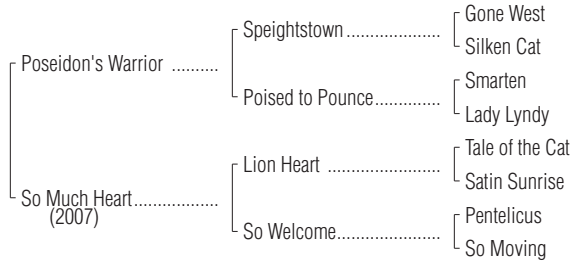 Gone West
Speightstown ....................
Silken Cat
Poseidon's Warrior ..........
Smarten
Poised to Pounce..............
Lady Lyndy
Tale of the Cat
Lion Heart .....................
Satin Sunrise
So Much Heart..................
(2007)
Pentelicus
So Welcome......................
So Moving